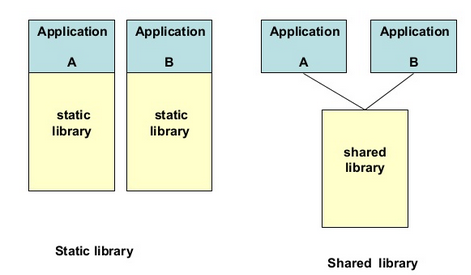 Application
A
static
library
Application
B
static
library
Static library
Application
A
Application
B
shared
library
Shared library